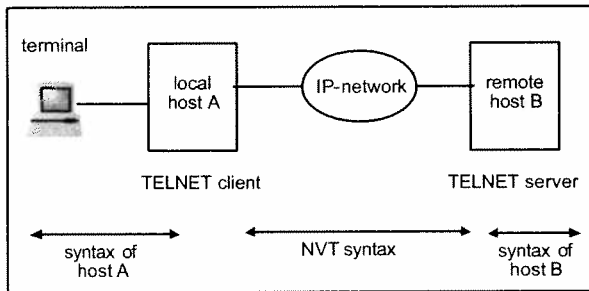 terminal
local
host A
IP-network
remote
host B
TELNET client
TELNET server
syntax of
host A
NVT syntax
syntax of
host B